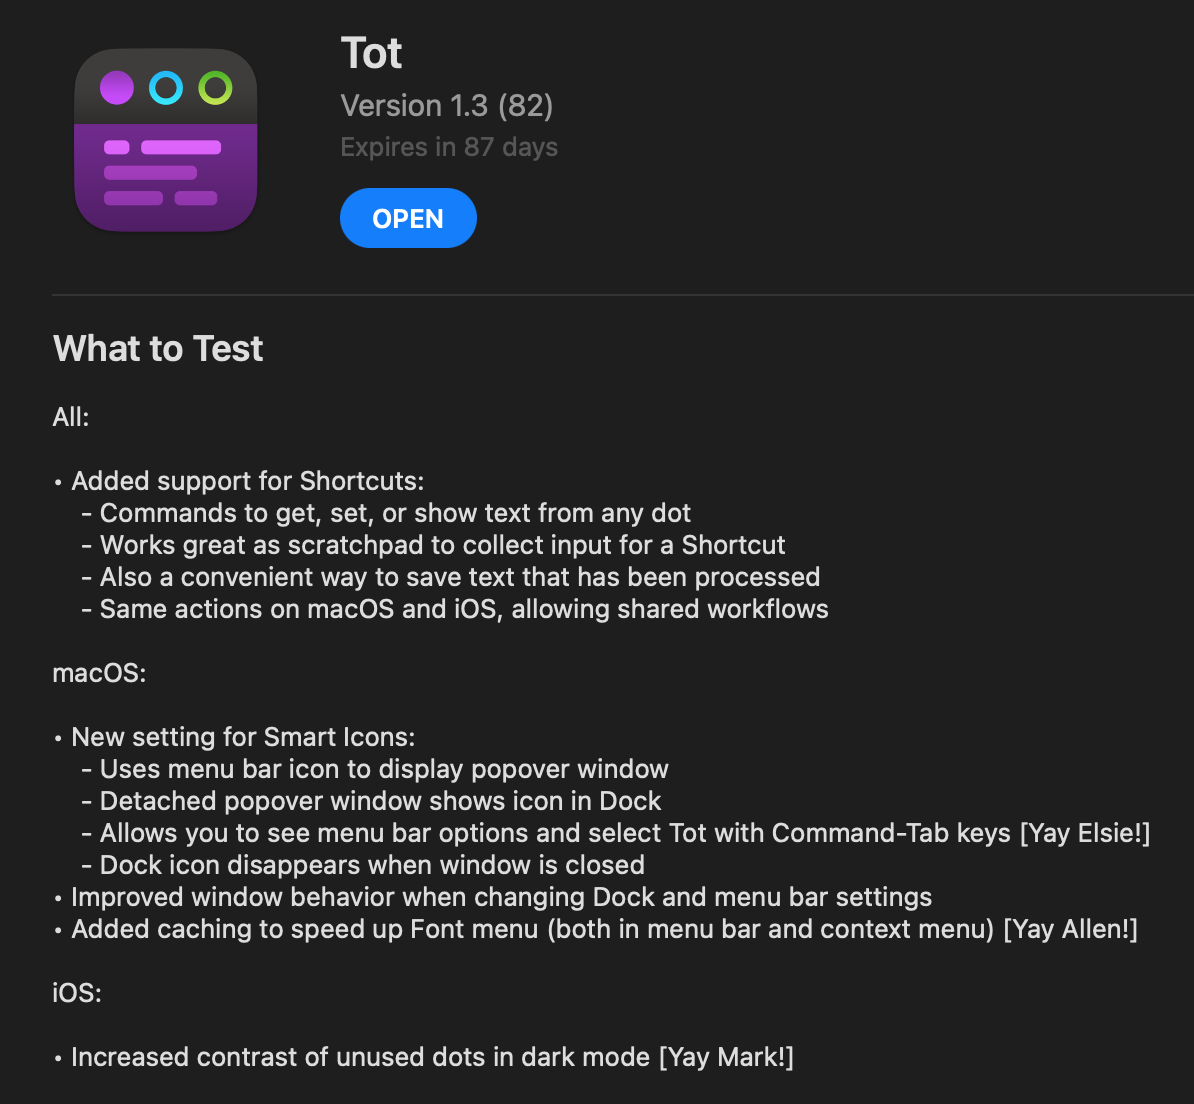 Tot
Version 1.3 (82)
Expires in 87 days
OPEN
What to Test
All:
• Added support for Shortcuts:
- Commands to get, set, or show text from any dot
- Works great as scratchpad to collect input for a Shortcut
- Also a convenient way to save text that has been processed
- Same actions on macOS and iOS, allowing shared workflows
macOS:
• New setting for Smart Icons:
- Uses menu bar icon to display popover window
- Detached popover window shows icon in Dock
- Allows you to see menu bar options and select Tot with Command-Tab keys [Yay Elsie!]
- Dock icon disappears when window is closed
• Improved window behavior when changing Dock and menu bar settings
• Added caching to speed up Font menu (both in menu bar and context menu) [Yay Allen!]
iOS:
• Increased contrast of unused dots in dark mode [Yay Mark!]